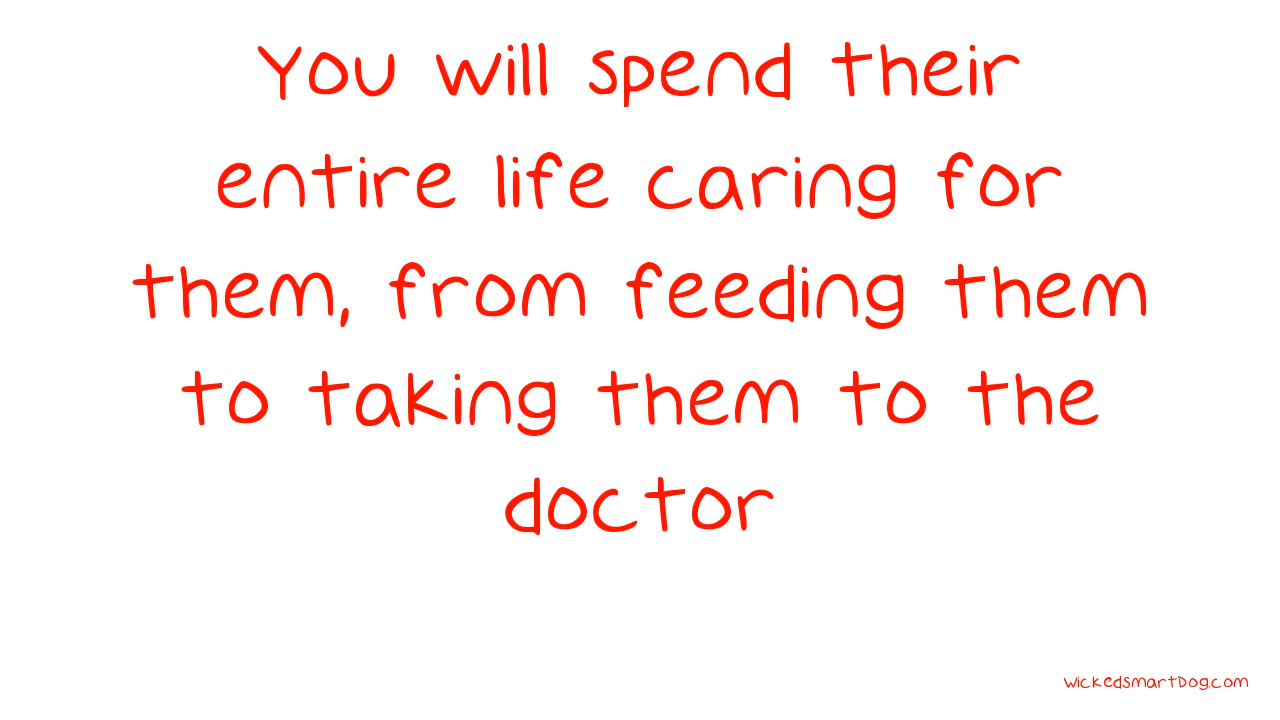 You will spend their
entire life caring for
them, from feeding them
to taking them to the
doctor
wickedsmartDog.com